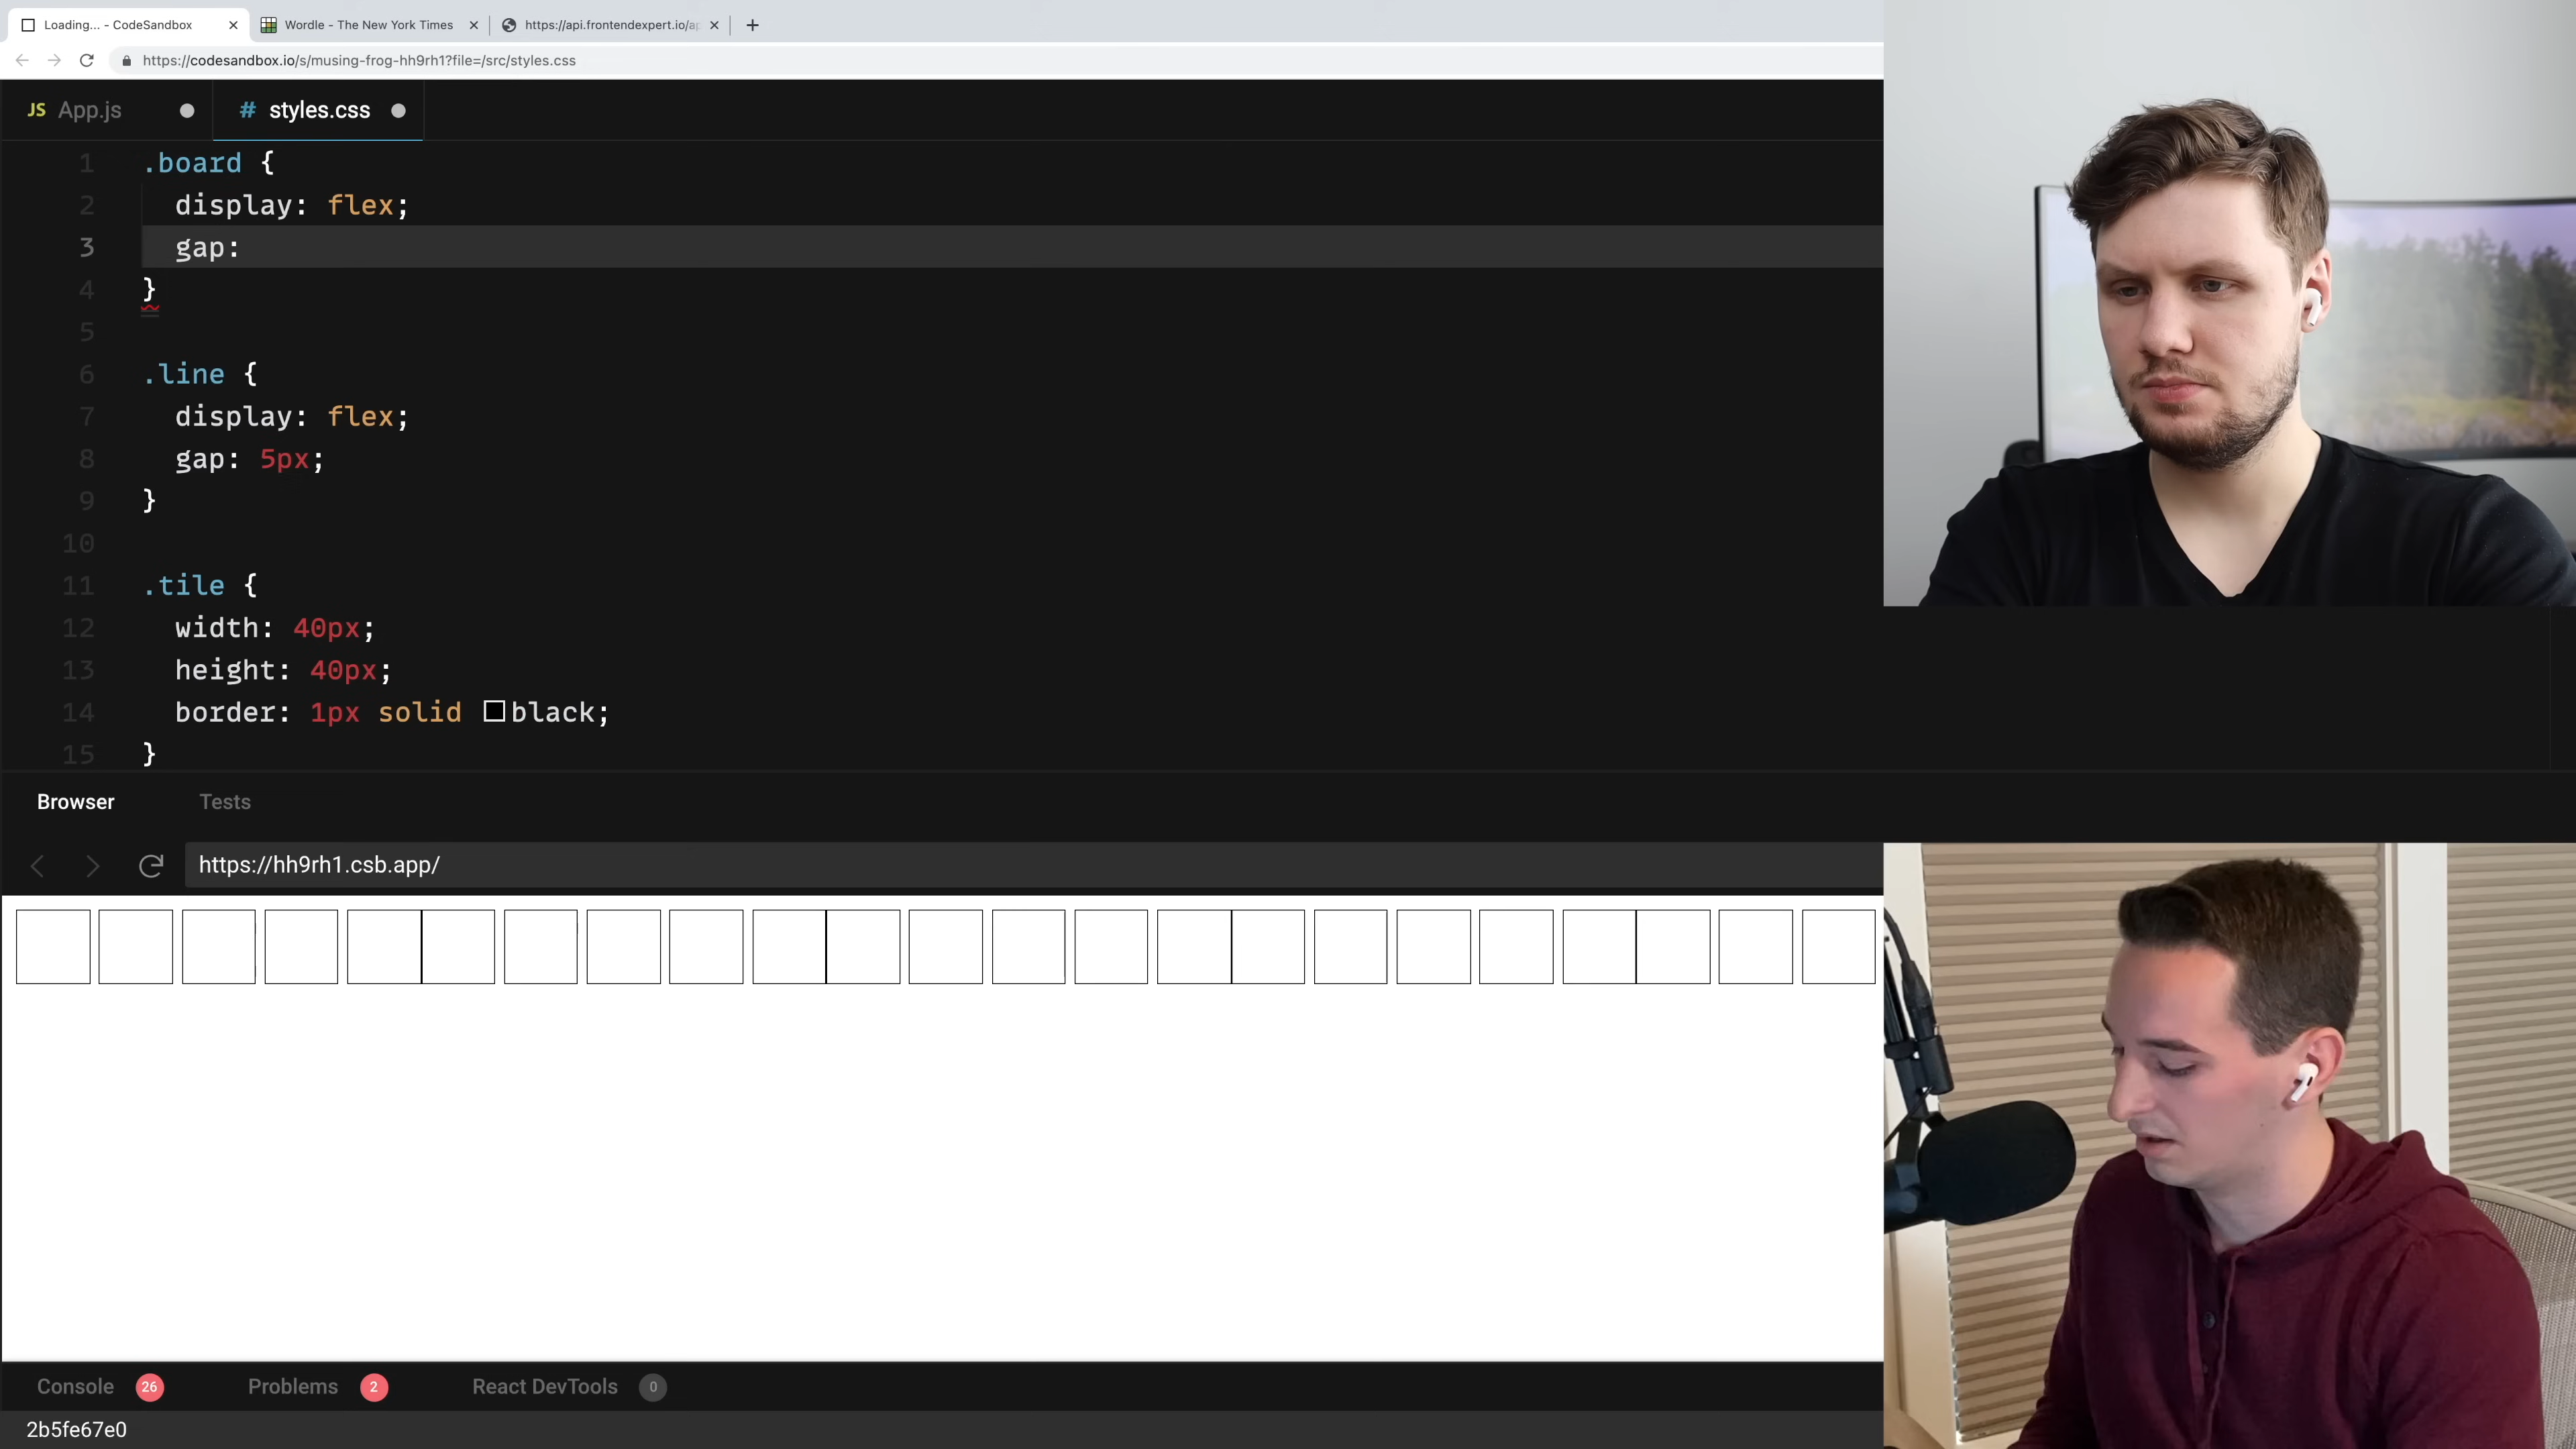 Loading... - CodeSandbox
Wordle - The New York Times
https://api.frontendexpert.io/ap
https://codesandbox.io/s/musing-frog-hh9rh1?file=/src/styles.css
JS App.js
# styles.css
1 .board {
2 display: flex;
3 gap:
4 }
5
6 .line {
7 display: flex;
8 gap: 5px;
9 }
10
11 .tile {
12 width: 40px;
13 height: 40px;
14 border: 1px solid black;
15 }
Browser Tests
https://hh9rh1.csb.app/
Console 26 Problems 2 React DevTools 0
2b5fe67e0